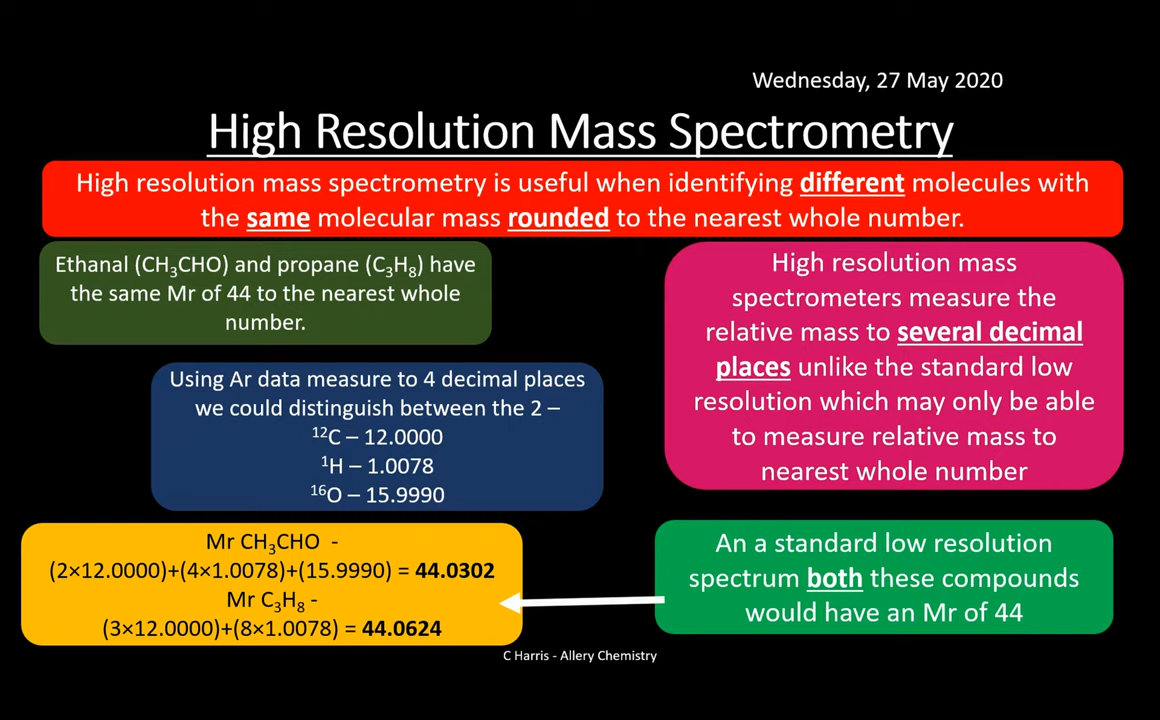 Wednesday, 27 May 2020
High Resolution Mass Spectrometry
High resolution mass spectrometry is useful when identifying different molecules with
the same molecular mass rounded to the nearest whole number.
Ethanal (CH₃CHO) and propane (C₃H₈) have
the same Mr of 44 to the nearest whole
number.
High resolution mass
spectrometers measure the
relative mass to several decimal
places unlike the standard low
resolution which may only be able
to measure relative mass to
nearest whole number
Using Ar data measure to 4 decimal places
we could distinguish between the 2 –
¹²C – 12.0000
¹H – 1.0078
¹⁶O – 15.9990
Mr CH₃CHO -
(2×12.0000)+(4×1.0078)+(15.9990) = 44.0302
Mr C₃H₈ -
(3×12.0000)+(8×1.0078) = 44.0624
An a standard low resolution
spectrum both these compounds
would have an Mr of 44
C Harris - Allery Chemistry